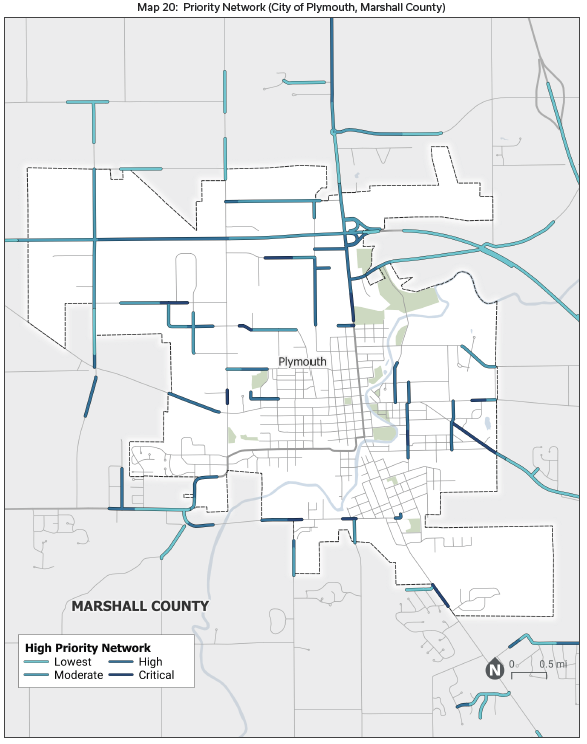 Map 20: Priority Network (City of Plymouth, Marshall County)
Plymouth
MARSHALL COUNTY
High Priority Network
Lowest High
Moderate Critical
N 0 0.5 mi